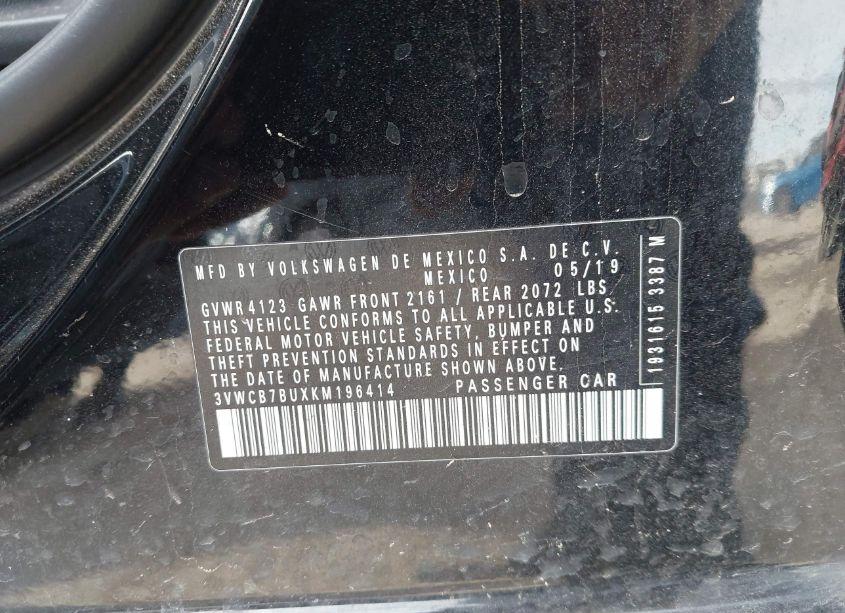 MFD BY VOLKSWAGEN DE MEXICO S.A. DE C.V.
MEXICO 05/19
GVWR 4123 GAWR FRONT 2161 / REAR 2072 LBS
THIS VEHICLE CONFORMS TO ALL APPLICABLE U.S.
FEDERAL MOTOR VEHICLE SAFETY, BUMPER AND
THEFT PREVENTION STANDARDS IN EFFECT ON
THE DATE OF MANUFACTURE SHOWN ABOVE.
3VWCB7BUXKM196414 PASSENGER CAR
1931615 3387 M